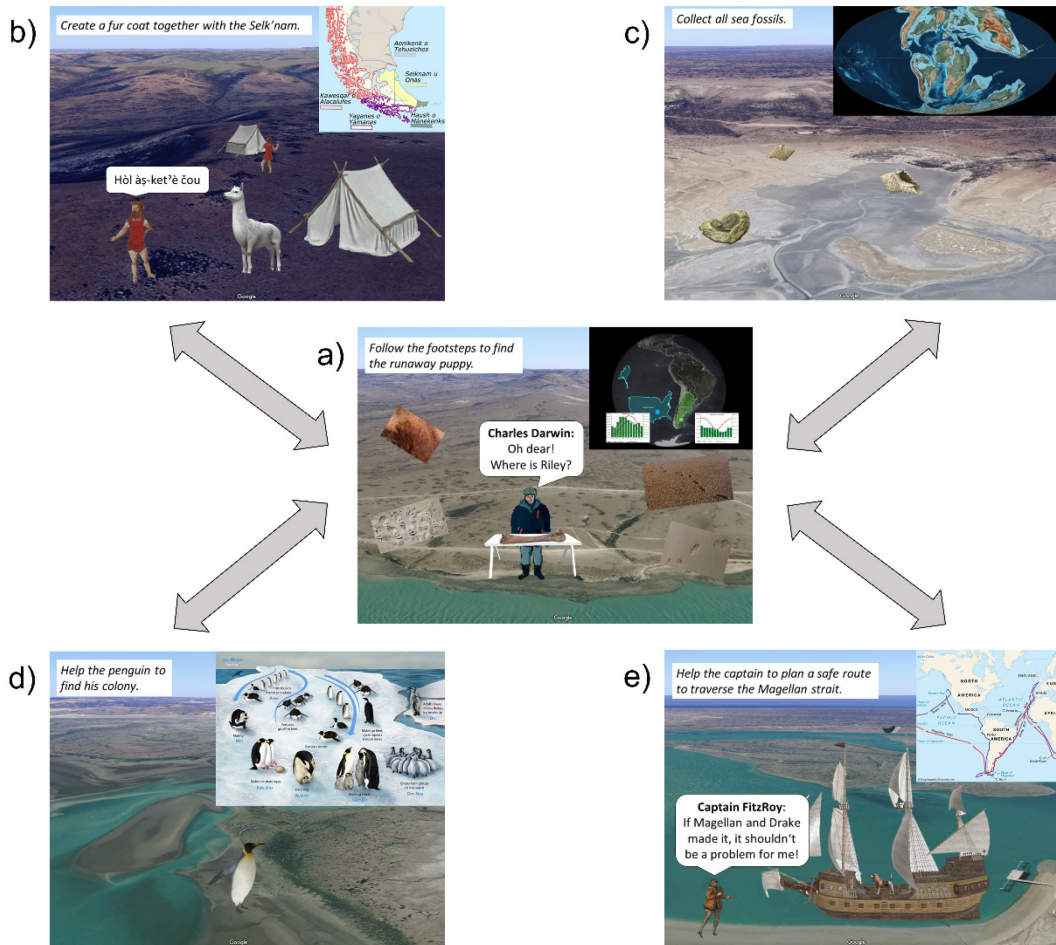 b)
Create a fur coat together with the Selk'nam.
Aonikenk o
Tehuelches
Selknam u
Onas
Kawesqar o
Alacalufes
Yaganes o
Yámanas
Haush o
Mánekenks
Hòl àș-ket’è čou
Google
c)
Collect all sea fossils.
Google
a)
Follow the footsteps to find
the runaway puppy.
Charles Darwin:
Oh dear!
Where is Riley?
Google
d)
Help the penguin to
find his colony.
Google
e)
Help the captain to plan a safe route
to traverse the Magellan strait.
NORTH
AMERICA
ATLANTIC
OCEAN
PACIFIC
OCEAN
SOUTH
AMERICA
ENGLAND
Captain FitzRoy:
If Magellan and Drake
made it, it shouldn‘t
be a problem for me!
Google